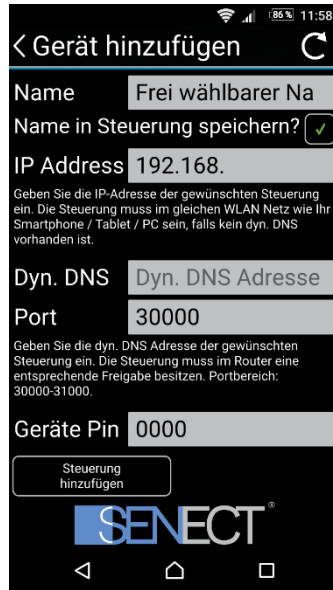 86 % 11:58
< Gerät hinzufügen
Name Frei wählbarer Na
Name in Steuerung speichern?
IP Address 192.168.
Geben Sie die IP-Adresse der gewünschten Steuerung
ein. Die Steuerung muss im gleichen WLAN Netz wie Ihr
Smartphone / Tablet / PC sein, falls kein dyn. DNS
vorhanden ist.
Dyn. DNS Dyn. DNS Adresse
Port 30000
Geben Sie die dyn. DNS Adresse der gewünschten
Steuerung ein. Die Steuerung muss im Router eine
entsprechende Freigabe besitzen. Portbereich:
30000-31000.
Geräte Pin 0000
Steuerung
hinzufügen
SENECT®